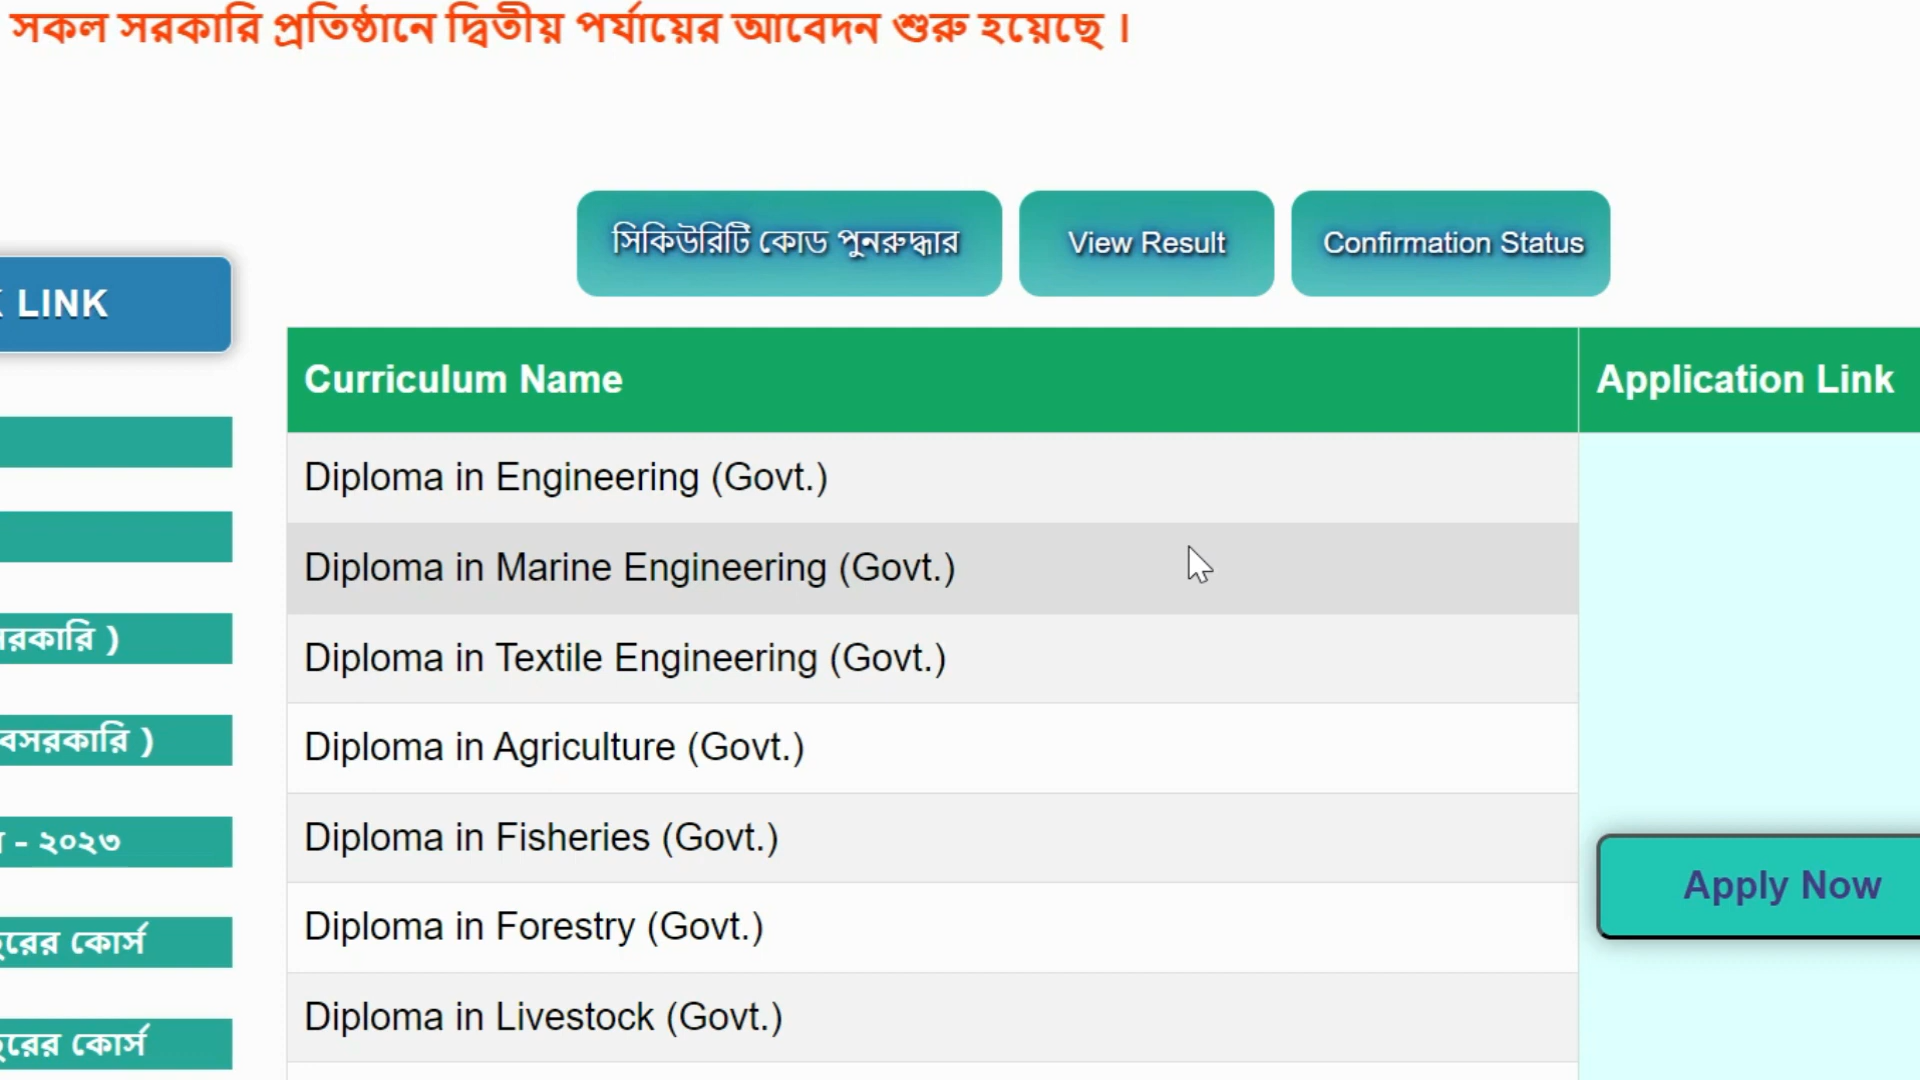 সকল সরকারি প্রতিষ্ঠানে দ্বিতীয় পর্যায়ের আবেদন শুরু হয়েছে ।
সিকিউরিটি কোড পুনরুদ্ধার
View Result
Confirmation Status
LINK
Curriculum Name
Application Link
Diploma in Engineering (Govt.)
Diploma in Marine Engineering (Govt.)
Diploma in Textile Engineering (Govt.)
Diploma in Agriculture (Govt.)
Diploma in Fisheries (Govt.)
Diploma in Forestry (Govt.)
Diploma in Livestock (Govt.)
Apply Now
)
)
- ২০২৩
কোর্স
কোর্স